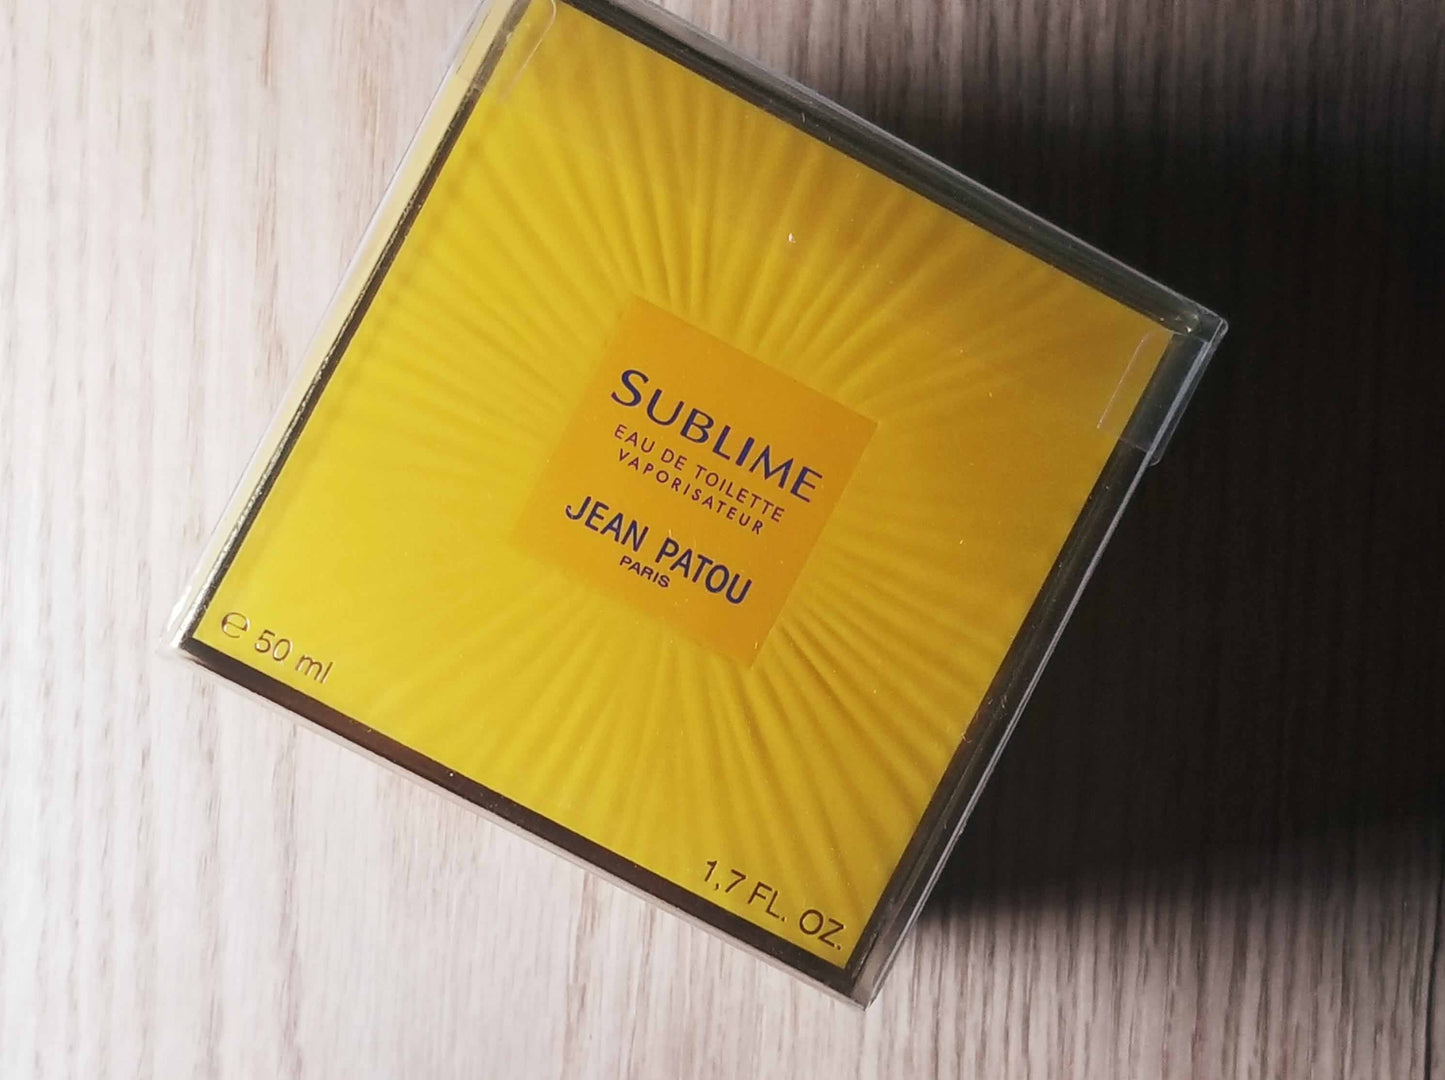 SUBLIME
EAU DE TOILETTE
VAPORISATEUR
JEAN PATOU
PARIS
℮ 50 ml
1,7 FL. OZ.